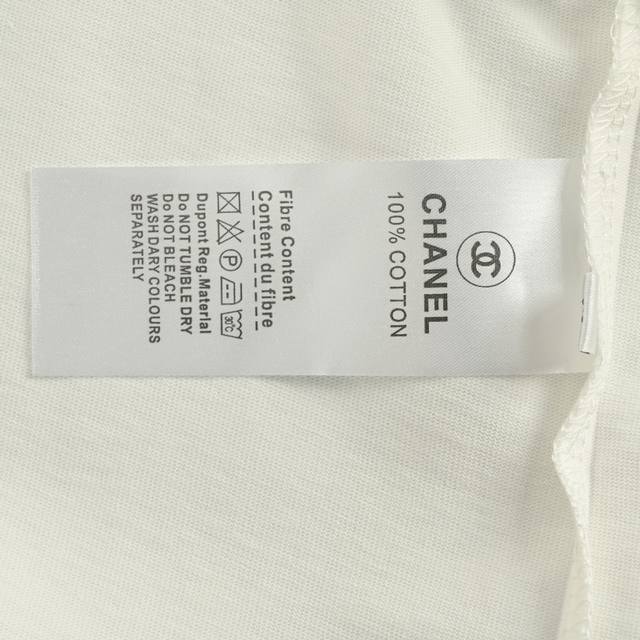 CHANEL
100% COTTON
Fibre Content
Content du fibre
30℃
Dupont Reg.Material
Do NOT TUMBLE DRY
Do NOT BLEACH
WASH DARY COLOURS
SEPARATELY